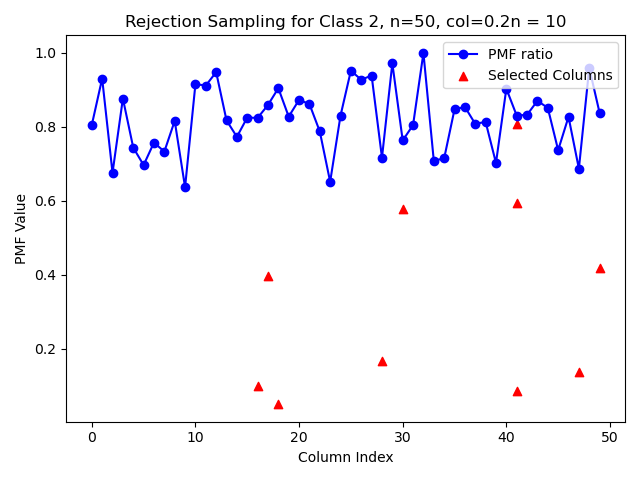 Rejection Sampling for Class 2, n=50, col=0.2n = 10
PMF ratio
Selected Columns
PMF Value
1.0
0.8
0.6
0.4
0.2
0 10 20 30 40 50
Column Index